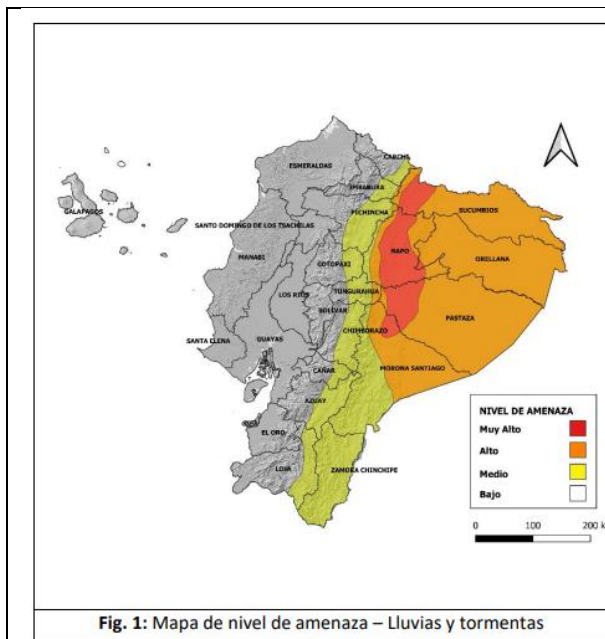 CARCHI
ESMERALDAS
IMBABURA
GALAPAGOS
PICHINCHA
SUCUMBIOS
SANTO DOMINGO DE LOS TSACHILAS
NAPO
MANABI
ORILLANA
COTOPAXI
LOS RIOS
TUNGURAHUA
PASTAZA
BOLIVAR
CHIMBORAZO
SANTA ELENA
GUAYAS
MORONA SANTIAGO
CAÑAR
AZUAY
EL ORO
LOJA
ZAMORA CHINCHIPE
NIVEL DE AMENAZA
Muy Alto
Alto
Medio
Bajo
0 100 200 k
Fig. 1: Mapa de nivel de amenaza – Lluvias y tormentas